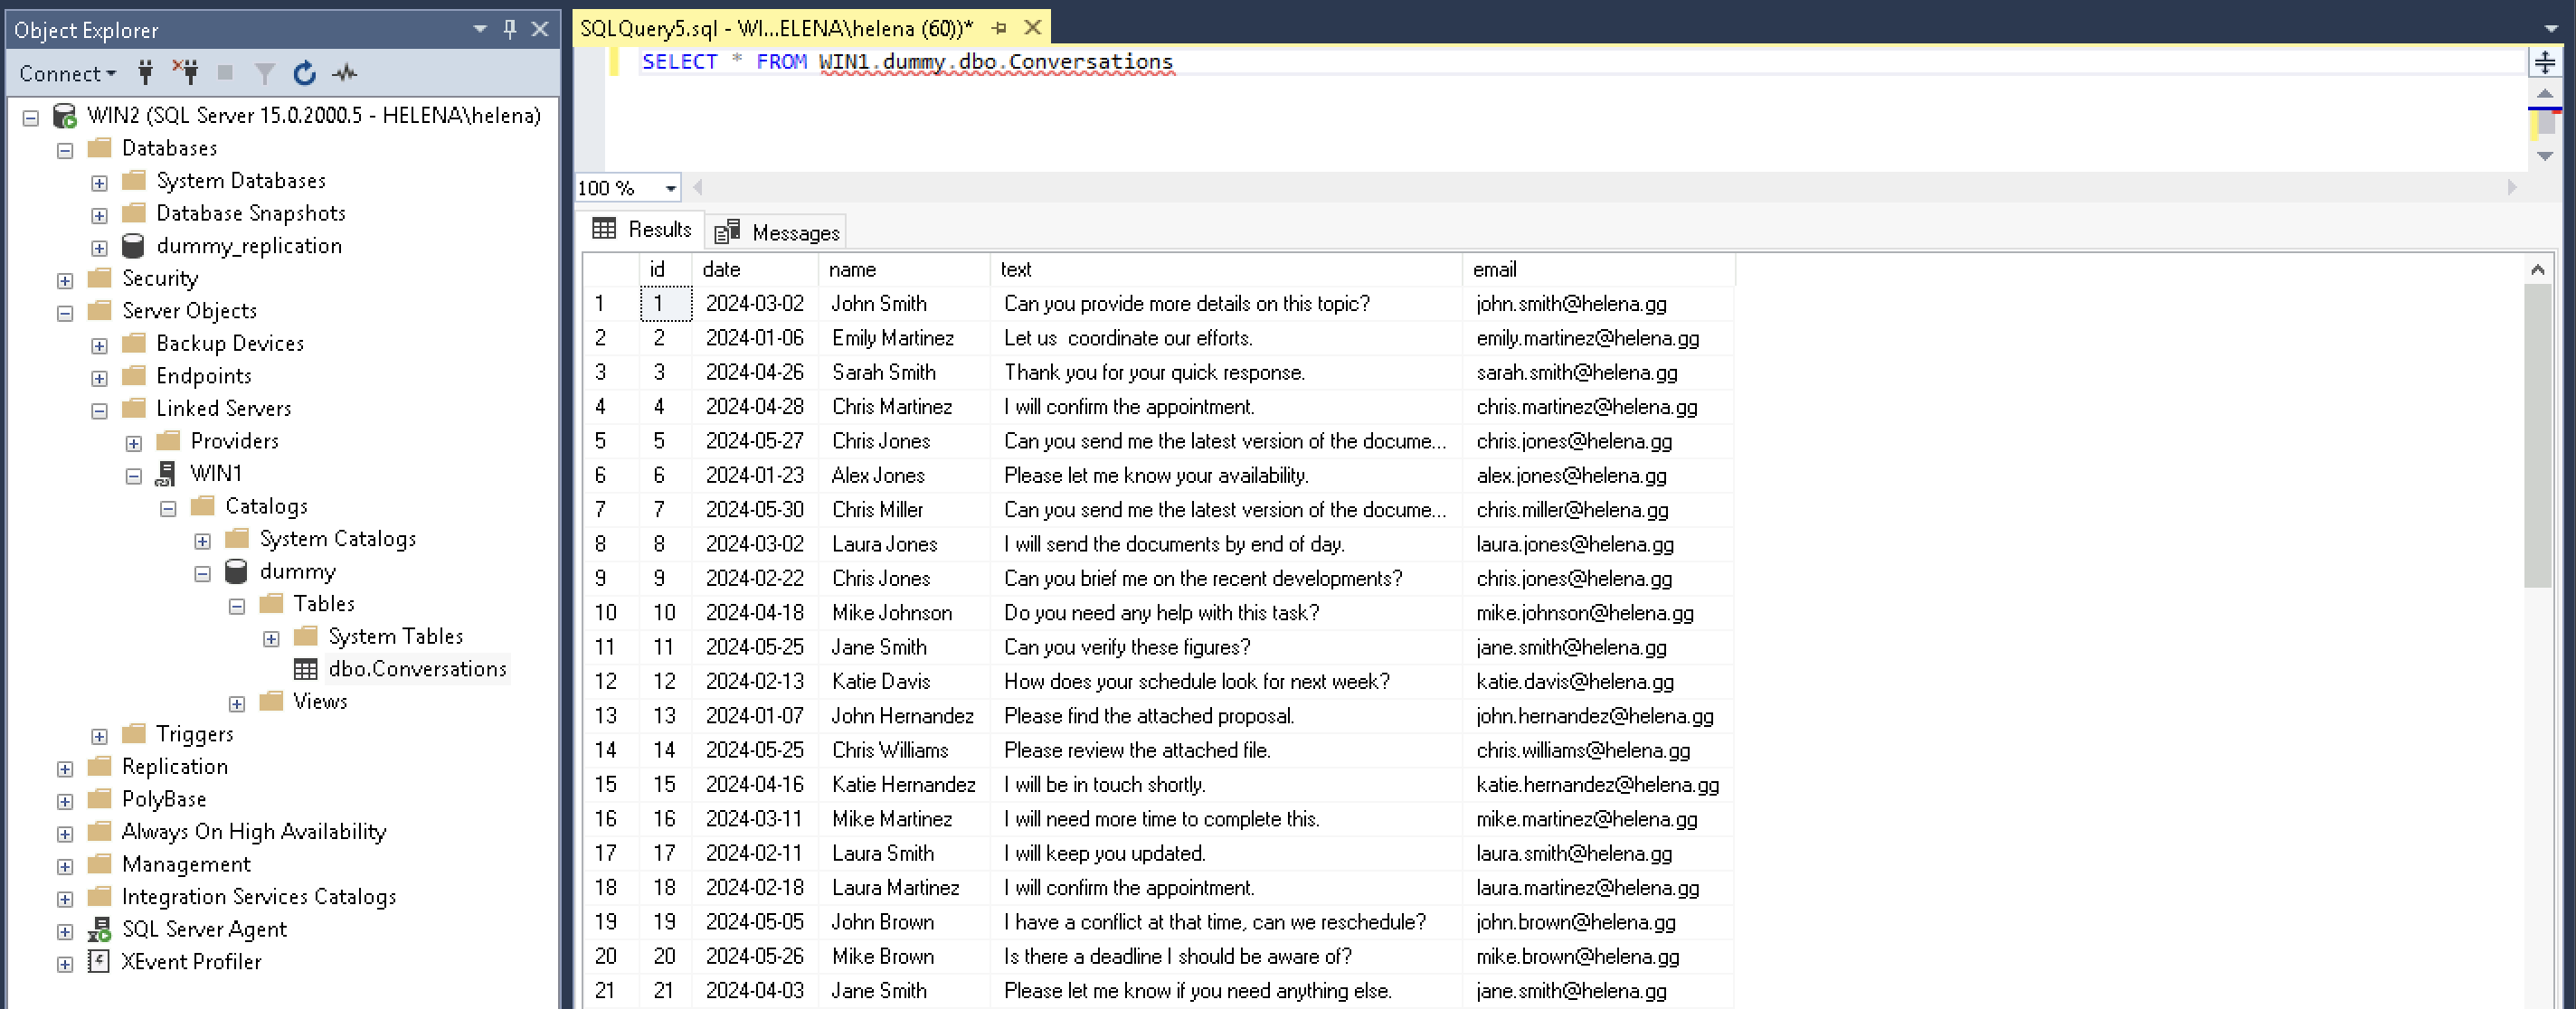 Object Explorer
Connect
WIN2 (SQL Server 15.0.2000.5 - HELENA\helena)
Databases
System Databases
Database Snapshots
dummy_replication
Security
Server Objects
Backup Devices
Endpoints
Linked Servers
Providers
WIN1
Catalogs
System Catalogs
dummy
Tables
System Tables
dbo.Conversations
Views
Triggers
Replication
PolyBase
Always On High Availability
Management
Integration Services Catalogs
SQL Server Agent
XEvent Profiler
SQLQuery5.sql - WI...ELENA\helena (60))*
SELECT * FROM WIN1.dummy.dbo.Conversations
100 %
Results Messages
id date name text email
1 1 2024-03-02 John Smith Can you provide more details on this topic? john.smith@helena.gg
2 2 2024-01-06 Emily Martinez Let us  coordinate our efforts. emily.martinez@helena.gg
3 3 2024-04-26 Sarah Smith Thank you for your quick response. sarah.smith@helena.gg
4 4 2024-04-28 Chris Martinez I will confirm the appointment. chris.martinez@helena.gg
5 5 2024-05-27 Chris Jones Can you send me the latest version of the docume... chris.jones@helena.gg
6 6 2024-01-23 Alex Jones Please let me know your availability. alex.jones@helena.gg
7 7 2024-05-30 Chris Miller Can you send me the latest version of the docume... chris.miller@helena.gg
8 8 2024-03-02 Laura Jones I will send the documents by end of day. laura.jones@helena.gg
9 9 2024-02-22 Chris Jones Can you brief me on the recent developments? chris.jones@helena.gg
10 10 2024-04-18 Mike Johnson Do you need any help with this task? mike.johnson@helena.gg
11 11 2024-05-25 Jane Smith Can you verify these figures? jane.smith@helena.gg
12 12 2024-02-13 Katie Davis How does your schedule look for next week? katie.davis@helena.gg
13 13 2024-01-07 John Hernandez Please find the attached proposal. john.hernandez@helena.gg
14 14 2024-05-25 Chris Williams Please review the attached file. chris.williams@helena.gg
15 15 2024-04-16 Katie Hernandez I will be in touch shortly. katie.hernandez@helena.gg
16 16 2024-03-11 Mike Martinez I will need more time to complete this. mike.martinez@helena.gg
17 17 2024-02-11 Laura Smith I will keep you updated. laura.smith@helena.gg
18 18 2024-02-18 Laura Martinez I will confirm the appointment. laura.martinez@helena.gg
19 19 2024-05-05 John Brown I have a conflict at that time, can we reschedule? john.brown@helena.gg
20 20 2024-05-26 Mike Brown Is there a deadline I should be aware of? mike.brown@helena.gg
21 21 2024-04-03 Jane Smith Please let me know if you need anything else. jane.smith@helena.gg